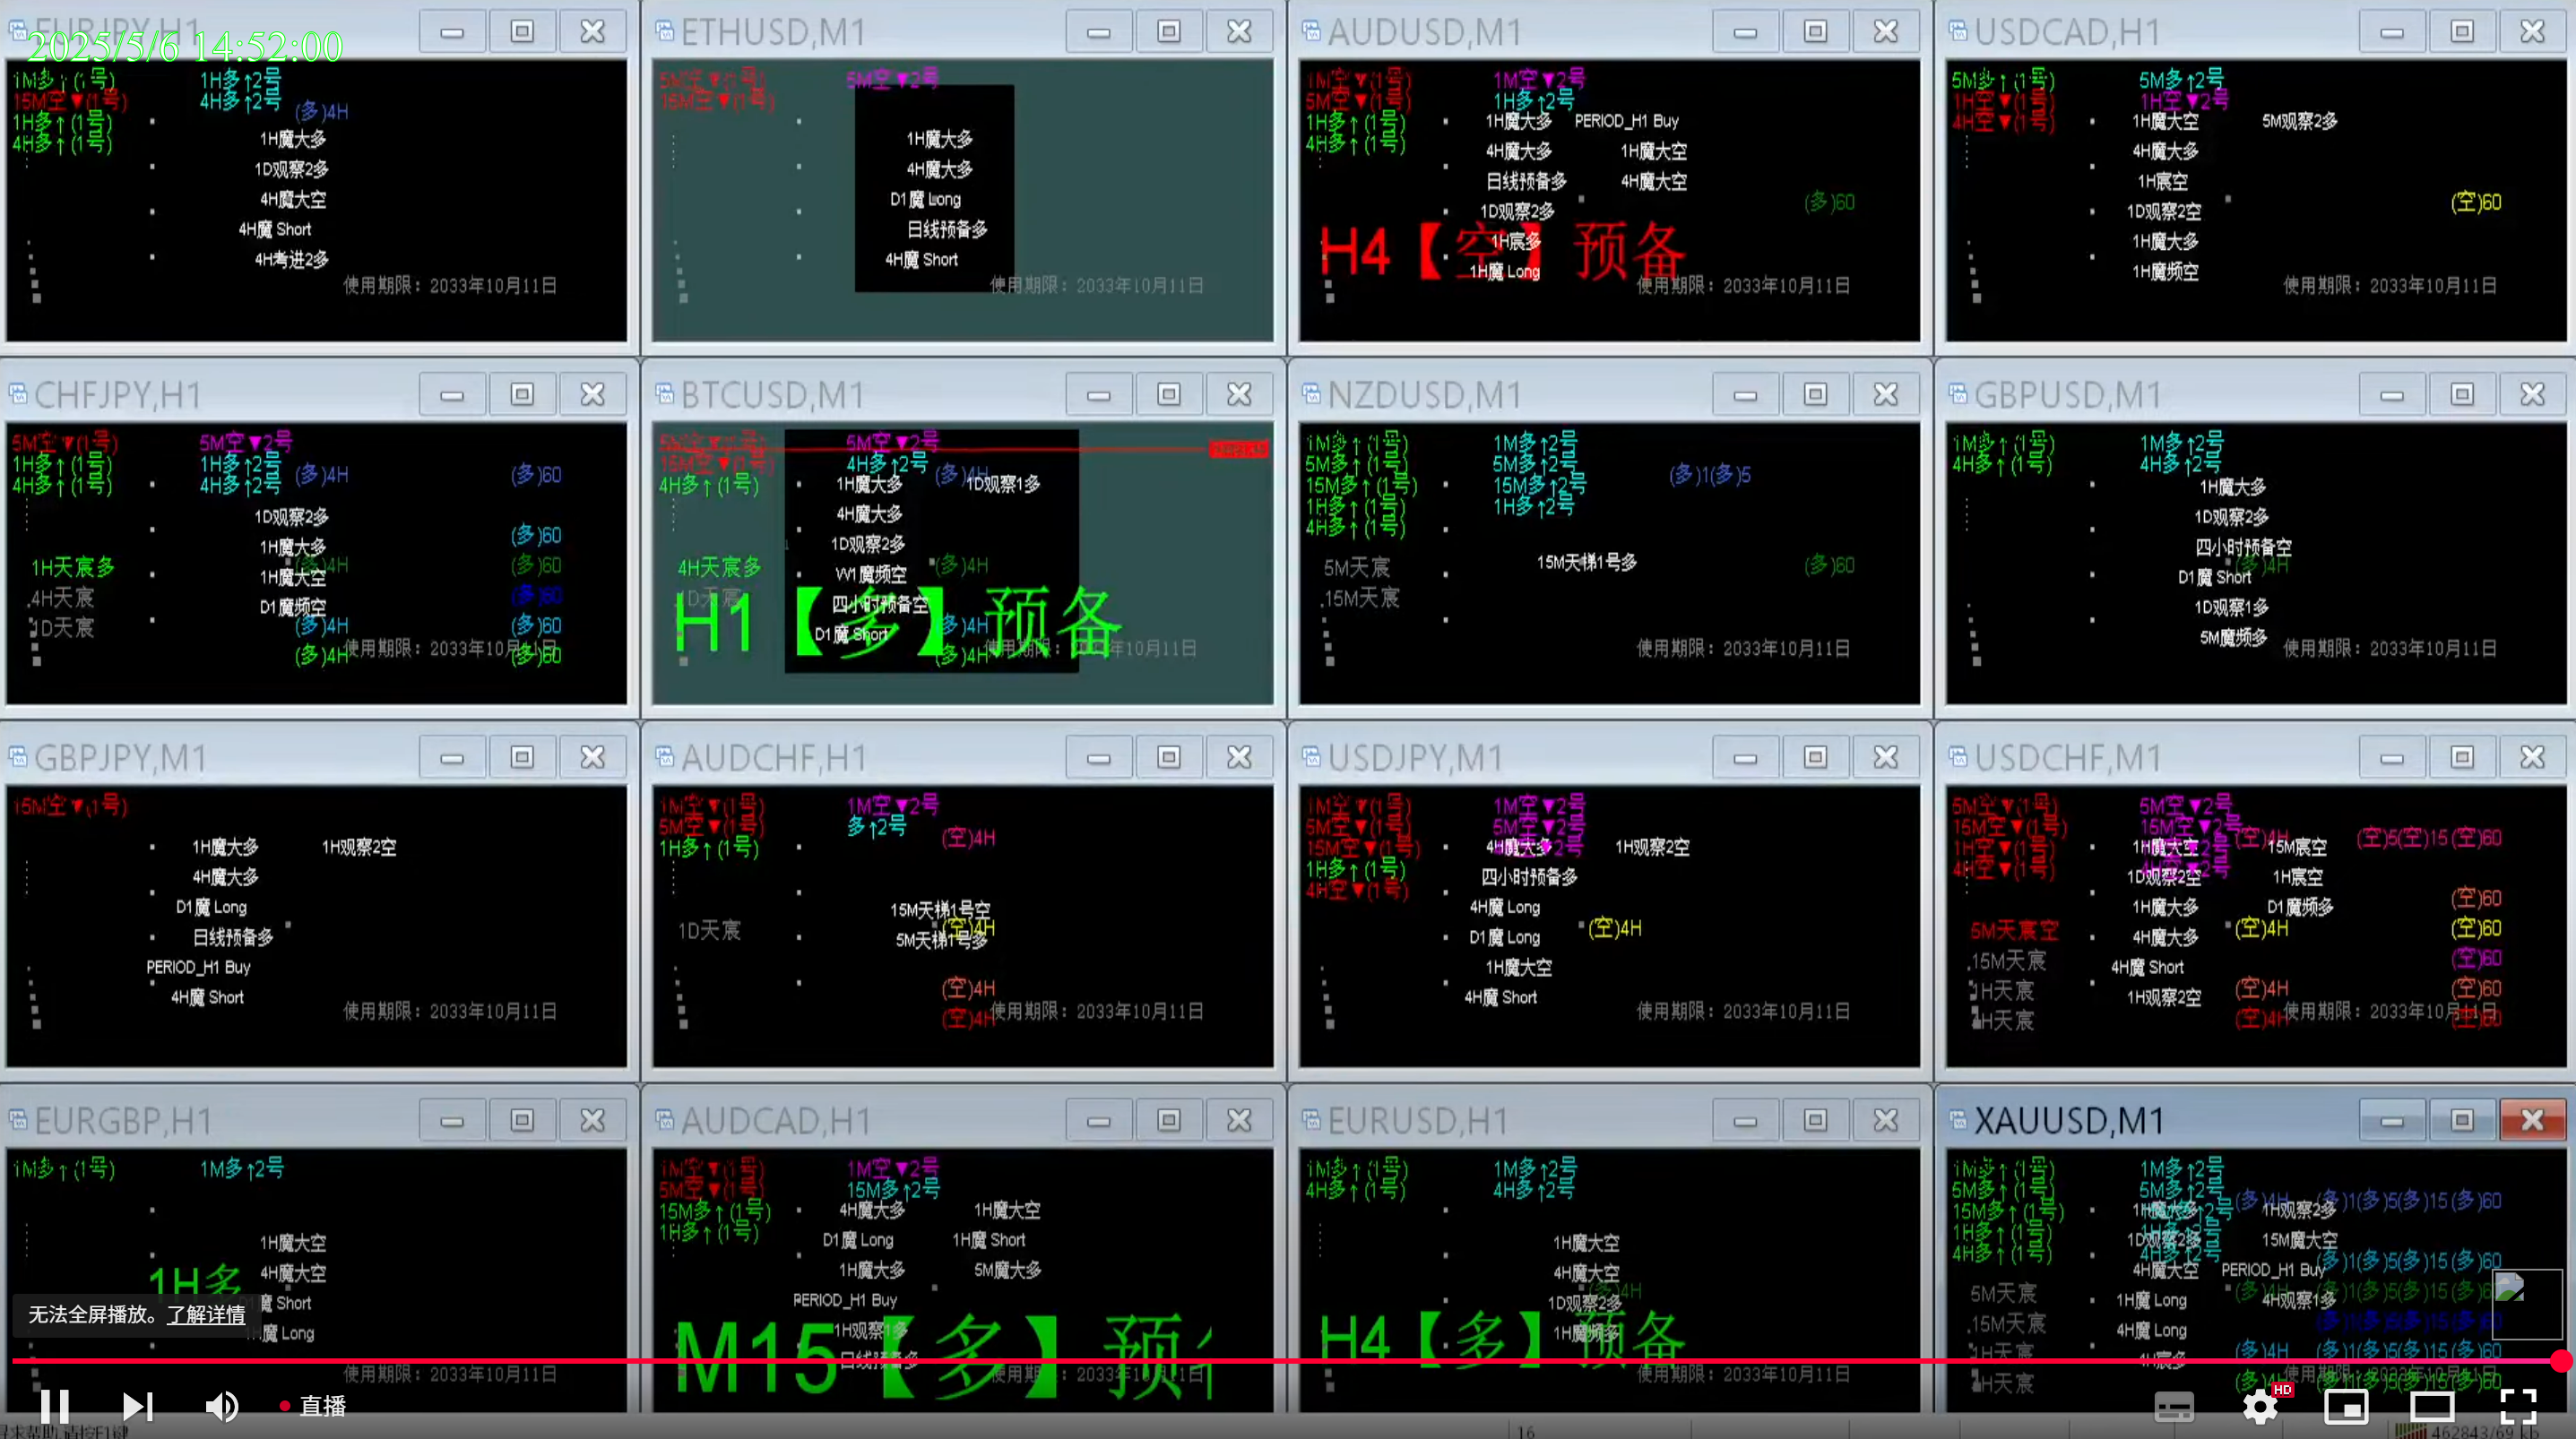 EURJPY,H1
2025/5/6 14:52:00
1M多↑(1号)
15M空▼(1号)
1H多↑(1号)
4H多↑(1号)
1H多↑2号
4H多↑2号
(多)4H
1H魔大多
1D观察2多
4H魔大空
4H魔 Short
4H考进2多
使用期限：2033年10月11日
ETHUSD,M1
5M空▼(1号)
15M空▼(1号)
5M空▼2号
1H魔大多
4H魔大多
D1魔 Long
日线预备多
4H魔 Short
使用期限：2033年10月11日
AUDUSD,M1
1M空▼(1号)
5M空▼(1号)
1H多↑(1号)
4H多↑(1号)
1M空▼2号
1H多↑2号
1H魔大多
PERIOD_H1 Buy
4H魔大多
1H魔大空
日线预备多
4H魔大空
(多)60
1D观察2多
1H宸多
H4【空】预备
1H魔 Long
使用期限：2033年10月11日
USDCAD,H1
5M多↑(1号)
1H空▼(1号)
4H空▼(1号)
5M多↑2号
1H空▼2号
1H魔大空
5M观察2多
4H魔大多
1H宸空
(空)60
1D观察2空
1H魔大多
1H魔频空
使用期限：2033年10月11日
CHFJPY,H1
5M空▼(1号)
1H多↑(1号)
4H多↑(1号)
5M空▼2号
1H多↑2号
4H多↑2号
(多)4H
(多)60
1D观察2多
(多)60
1H魔大多
1H天宸多
(多)4H
(多)60
1H魔大空
4H天宸
(多)60
D1魔频空
1D天宸
(多)4H
(多)60
(多)4H
(多)60
使用期限：2033年10月11日
BTCUSD,M1
5M空▼(1号)
15M空▼(1号)
4H多↑(1号)
5M空▼2号
4H多↑2号
(多)4H
1H魔大多
1D观察1多
4H魔大多
1D观察2多
4H天宸多
(多)4H
W1魔频空
1D天宸
四小时预备空
H1【多】预备
(多)4H
D1魔 Short
(多)4H
使用期限：2033年10月11日
NZDUSD,M1
1M多↑(1号)
5M多↑(1号)
15M多↑(1号)
1H多↑(1号)
4H多↑(1号)
1M多↑2号
5M多↑2号
15M多↑2号
1H多↑2号
(多)1(多)5
15M天梯1号多
(多)60
5M天宸
15M天宸
使用期限：2033年10月11日
GBPUSD,M1
1M多↑(1号)
4H多↑(1号)
1M多↑2号
4H多↑2号
1H魔大多
1D观察2多
四小时预备空
(多)4H
D1魔 Short
1D观察1多
5M魔频多
使用期限：2033年10月11日
GBPJPY,M1
15M空▼(1号)
1H魔大多
1H观察2空
4H魔大多
D1魔 Long
日线预备多
PERIOD_H1 Buy
4H魔 Short
使用期限：2033年10月11日
AUDCHF,H1
1M空▼(1号)
5M空▼(1号)
1H多↑(1号)
1M空▼2号
多↑2号
(空)4H
15M天梯1号空
1D天宸
(空)4H
5M天梯1号多
(空)4H
(空)4H
使用期限：2033年10月11日
USDJPY,M1
1M空▼(1号)
5M空▼(1号)
15M空▼(1号)
1H多↑(1号)
4H空▼(1号)
1M空▼2号
5M空▼2号
4H魔大多
1H观察2空
四小时预备多
4H魔 Long
(空)4H
D1魔 Long
1H魔大空
4H魔 Short
使用期限：2033年10月11日
USDCHF,M1
5M空▼(1号)
15M空▼(1号)
1H空▼(1号)
4H空▼(1号)
5M空▼2号
15M空▼2号
(空)4H
(空)5(空)15(空)60
1H魔大空
15M宸空
1D观察2空
1H宸空
(空)60
1H魔大多
D1魔频多
5M天宸空
(空)4H
(空)60
4H魔大多
15M天宸
(空)60
4H魔 Short
1H天宸
(空)4H
(空)60
1H观察2空
4H天宸
(空)4H
(空)60
使用期限：2033年10月11日
EURGBP,H1
1M多↑(1号)
1M多↑2号
1H魔大空
1H多
4H魔大空
魔 Short
魔 Long
使用期限：2033年10月11日
AUDCAD,H1
1M空▼(1号)
5M空▼(1号)
15M多↑(1号)
1H多↑(1号)
1M空▼2号
15M多↑2号
4H魔大多
1H魔大空
D1魔 Long
1H魔 Short
1H魔大多
5M魔大多
PERIOD_H1 Buy
1H观察1多
M15【多】预
日线预备多
使用期限：2033年10月11日
EURUSD,H1
1M多↑(1号)
4H多↑(1号)
1M多↑2号
4H多↑2号
1H魔大空
4H魔大空
(多)4H
1D观察2多
H4【多】预备
1H魔频多
使用期限：2033年10月11日
XAUUSD,M1
1M多↑(1号)
5M多↑(1号)
15M多↑(1号)
1H多↑(1号)
4H多↑(1号)
1M多↑2号
5M多↑2号
1H多↑2号
4H多↑2号
(多)4H
(多)1(多)5(多)15(多)60
1H魔大多
1H观察2多
1D观察2多
15M魔大空
(多)1(多)5(多)15(多)60
4H魔大空
PERIOD_H1 Buy
5M天宸
(多)4H
4H观察1多
1H魔 Long
15M天宸
4H魔 Long
1H天宸
(多)4H
(多)1(多)5(多)15(多)60
4H宸多
4H天宸
使用期限：2033年10月11日
无法全屏播放。了解详情
直播
HD
16
462843/69 kb